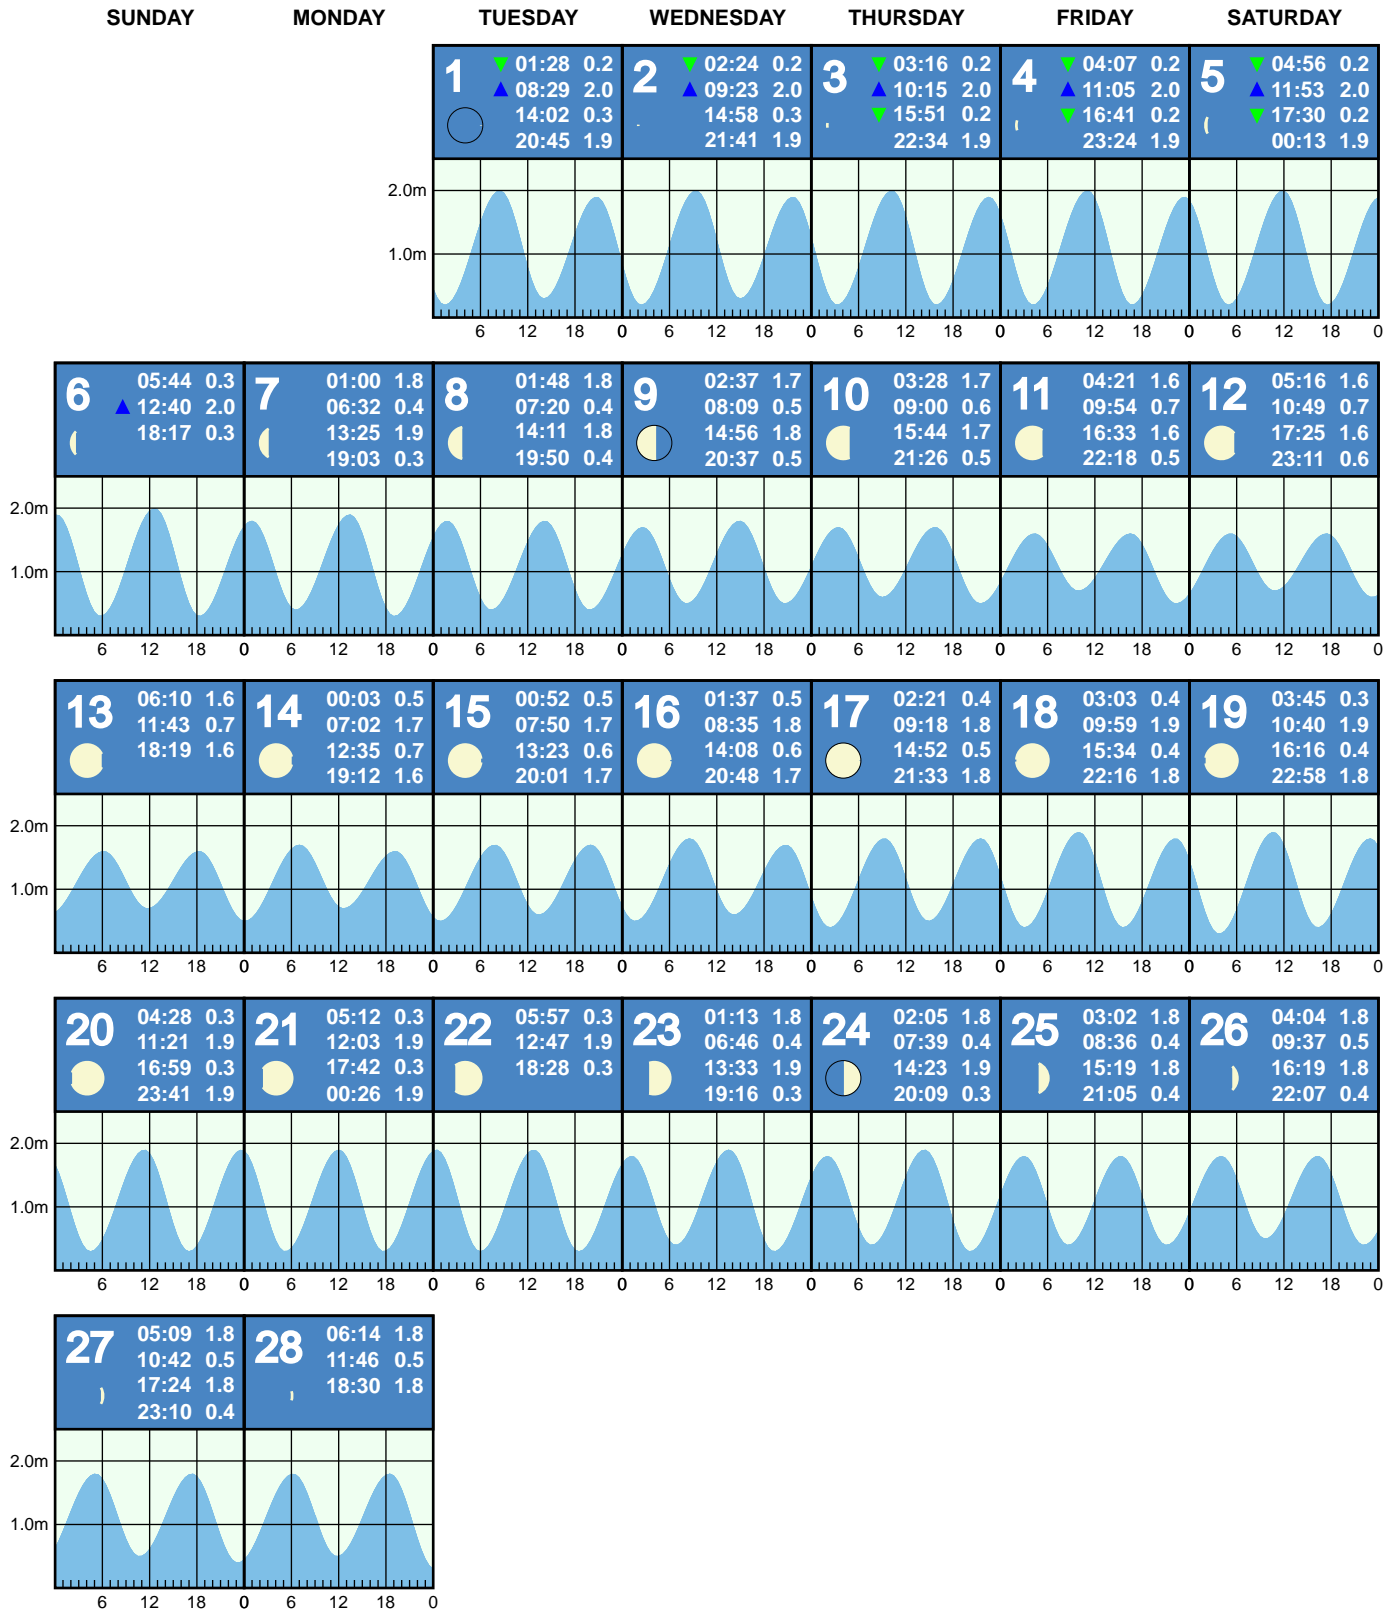 SUNDAY MONDAY TUESDAY WEDNESDAY THURSDAY FRIDAY SATURDAY
1 01:28 0.2
08:29 2.0
14:02 0.3
20:45 1.9
2 02:24 0.2
09:23 2.0
14:58 0.3
21:41 1.9
3 03:16 0.2
10:15 2.0
15:51 0.2
22:34 1.9
4 04:07 0.2
11:05 2.0
16:41 0.2
23:24 1.9
5 04:56 0.2
11:53 2.0
17:30 0.2
00:13 1.9
2.0m
1.0m
6 12 18 0 6 12 18 0 6 12 18 0 6 12 18 0 6 12 18 0
6 05:44 0.3
12:40 2.0
18:17 0.3
7 01:00 1.8
06:32 0.4
13:25 1.9
19:03 0.3
8 01:48 1.8
07:20 0.4
14:11 1.8
19:50 0.4
9 02:37 1.7
08:09 0.5
14:56 1.8
20:37 0.5
10 03:28 1.7
09:00 0.6
15:44 1.7
21:26 0.5
11 04:21 1.6
09:54 0.7
16:33 1.6
22:18 0.5
12 05:16 1.6
10:49 0.7
17:25 1.6
23:11 0.6
2.0m
1.0m
6 12 18 0 6 12 18 0 6 12 18 0 6 12 18 0 6 12 18 0 6 12 18 0 6 12 18 0
13 06:10 1.6
11:43 0.7
18:19 1.6
14 00:03 0.5
07:02 1.7
12:35 0.7
19:12 1.6
15 00:52 0.5
07:50 1.7
13:23 0.6
20:01 1.7
16 01:37 0.5
08:35 1.8
14:08 0.6
20:48 1.7
17 02:21 0.4
09:18 1.8
14:52 0.5
21:33 1.8
18 03:03 0.4
09:59 1.9
15:34 0.4
22:16 1.8
19 03:45 0.3
10:40 1.9
16:16 0.4
22:58 1.8
2.0m
1.0m
6 12 18 0 6 12 18 0 6 12 18 0 6 12 18 0 6 12 18 0 6 12 18 0 6 12 18 0
20 04:28 0.3
11:21 1.9
16:59 0.3
23:41 1.9
21 05:12 0.3
12:03 1.9
17:42 0.3
00:26 1.9
22 05:57 0.3
12:47 1.9
18:28 0.3
23 01:13 1.8
06:46 0.4
13:33 1.9
19:16 0.3
24 02:05 1.8
07:39 0.4
14:23 1.9
20:09 0.3
25 03:02 1.8
08:36 0.4
15:19 1.8
21:05 0.4
26 04:04 1.8
09:37 0.5
16:19 1.8
22:07 0.4
2.0m
1.0m
6 12 18 0 6 12 18 0 6 12 18 0 6 12 18 0 6 12 18 0 6 12 18 0 6 12 18 0
27 05:09 1.8
10:42 0.5
17:24 1.8
23:10 0.4
28 06:14 1.8
11:46 0.5
18:30 1.8
2.0m
1.0m
6 12 18 0 6 12 18 0